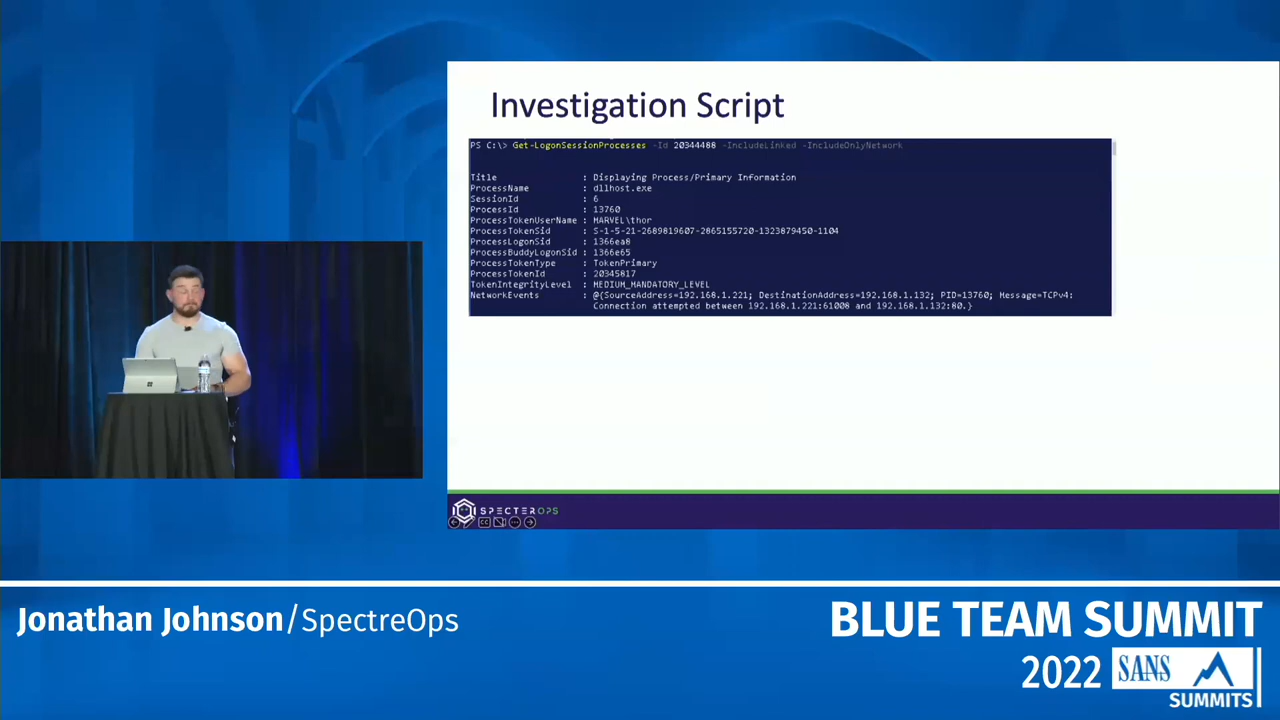 Investigation Script
PS C:\> Get-LogonSessionProcesses -Id 20344488 -IncludeLinked -IncludeOnlyNetwork
Title : Displaying Process/Primary Information
ProcessName : dllhost.exe
SessionId : 6
ProcessId : 13760
ProcessTokenUserName : MARVEL\thor
ProcessTokenSid : S-1-5-21-2689819607-2865155720-1323879450-1104
ProcessLogonSid : 1366ea8
ProcessBuddyLogonSid : 1366e65
ProcessTokenType : TokenPrimary
ProcessTokenId : 20345817
TokenIntegrityLevel : MEDIUM_MANDATORY_LEVEL
NetworkEvents : @{SourceAddress=192.168.1.221; DestinationAddress=192.168.1.132; PID=13760; Message=TCPv4:
Connection attempted between 192.168.1.221:61008 and 192.168.1.132:80.}
SPECTEROPS
CC
Jonathan Johnson/SpectreOps
BLUE TEAM SUMMIT
2022 SANS
SUMMITS